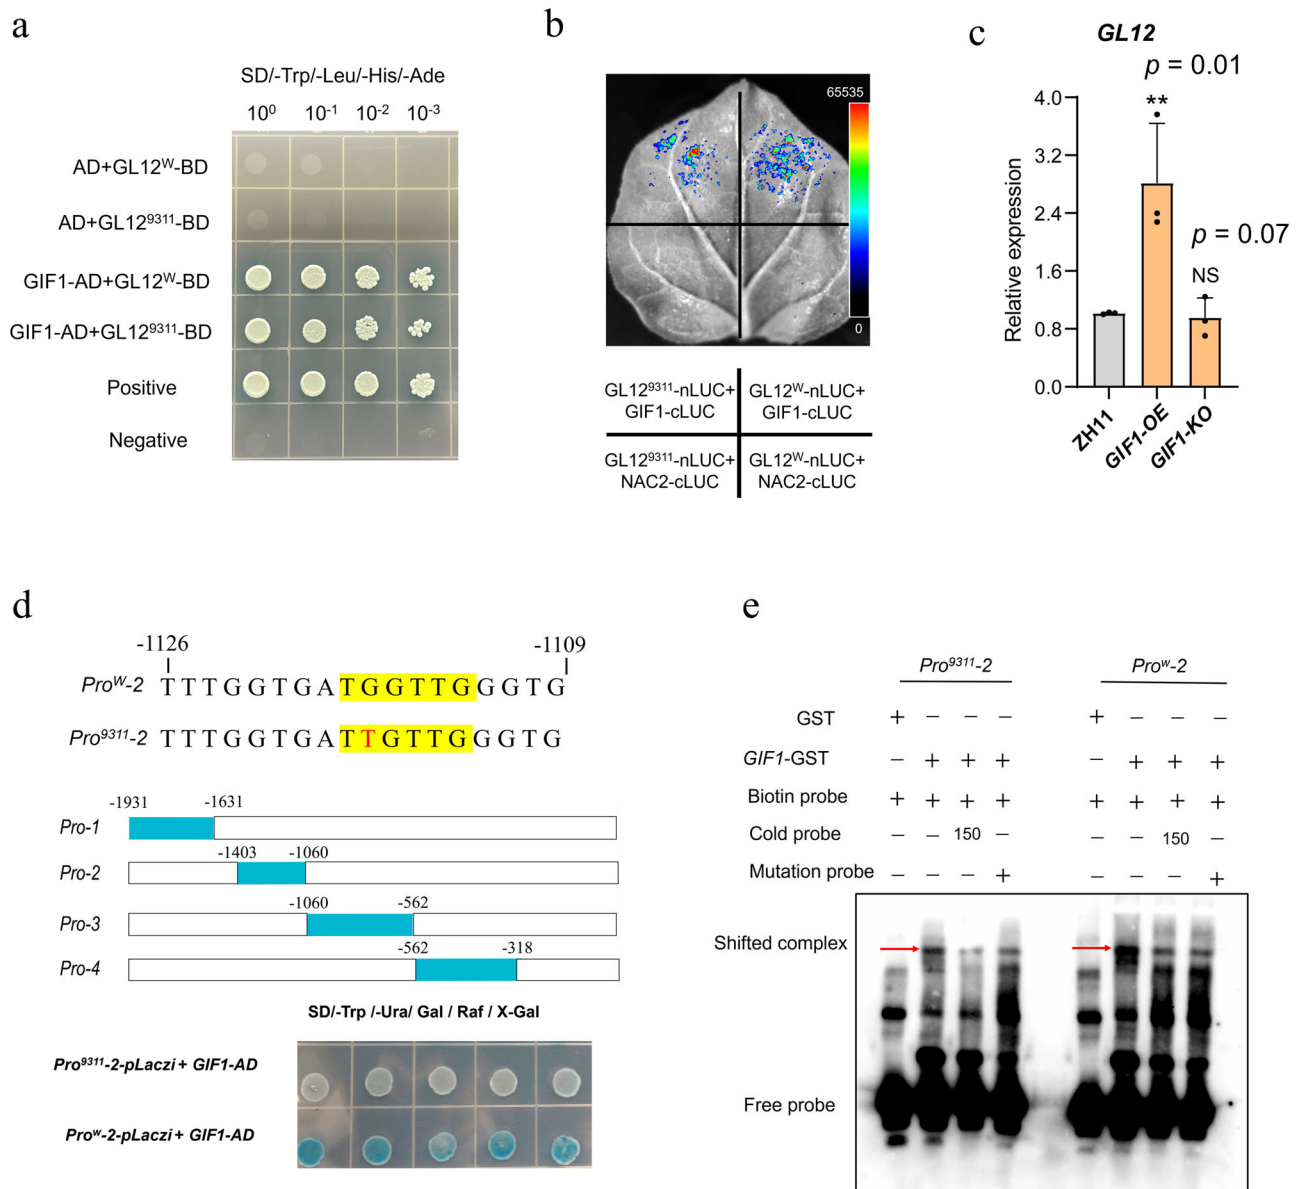 a
SD/-Trp/-Leu/-His/-Ade
10⁰ 10⁻¹ 10⁻² 10⁻³
AD+GL12ᵂ-BD
AD+GL12⁹³¹¹-BD
GIF1-AD+GL12ᵂ-BD
GIF1-AD+GL12⁹³¹¹-BD
Positive
Negative
b
65535
0
GL12⁹³¹¹-nLUC+ GL12ᵂ-nLUC+
GIF1-cLUC GIF1-cLUC
GL12⁹³¹¹-nLUC+ GL12ᵂ-nLUC+
NAC2-cLUC NAC2-cLUC
c
GL12
p = 0.01
**
p = 0.07
NS
Relative expression
4.0
3.2
2.4
1.6
0.8
0.0
ZH11 GIF1-OE GIF1-KO
d
-1126 -1109
Proᵂ-2 TTTGGTGATGGTTGGGTG
Pro⁹³¹¹-2 TTTGGTGATTGTTGGGTG
-1931 -1631
Pro-1
-1403 -1060
Pro-2
-1060 -562
Pro-3
-562 -318
Pro-4
SD/-Trp /-Ura/ Gal / Raf / X-Gal
Pro⁹³¹¹-2-pLaczi + GIF1-AD
Proʷ-2-pLaczi + GIF1-AD
e
Pro⁹³¹¹-2 Proʷ-2
GST + − − − + − − −
GIF1-GST − + + + − + + +
Biotin probe + + + + + + + +
Cold probe − − 150 − − − 150 −
Mutation probe − − − + − − − +
Shifted complex
Free probe